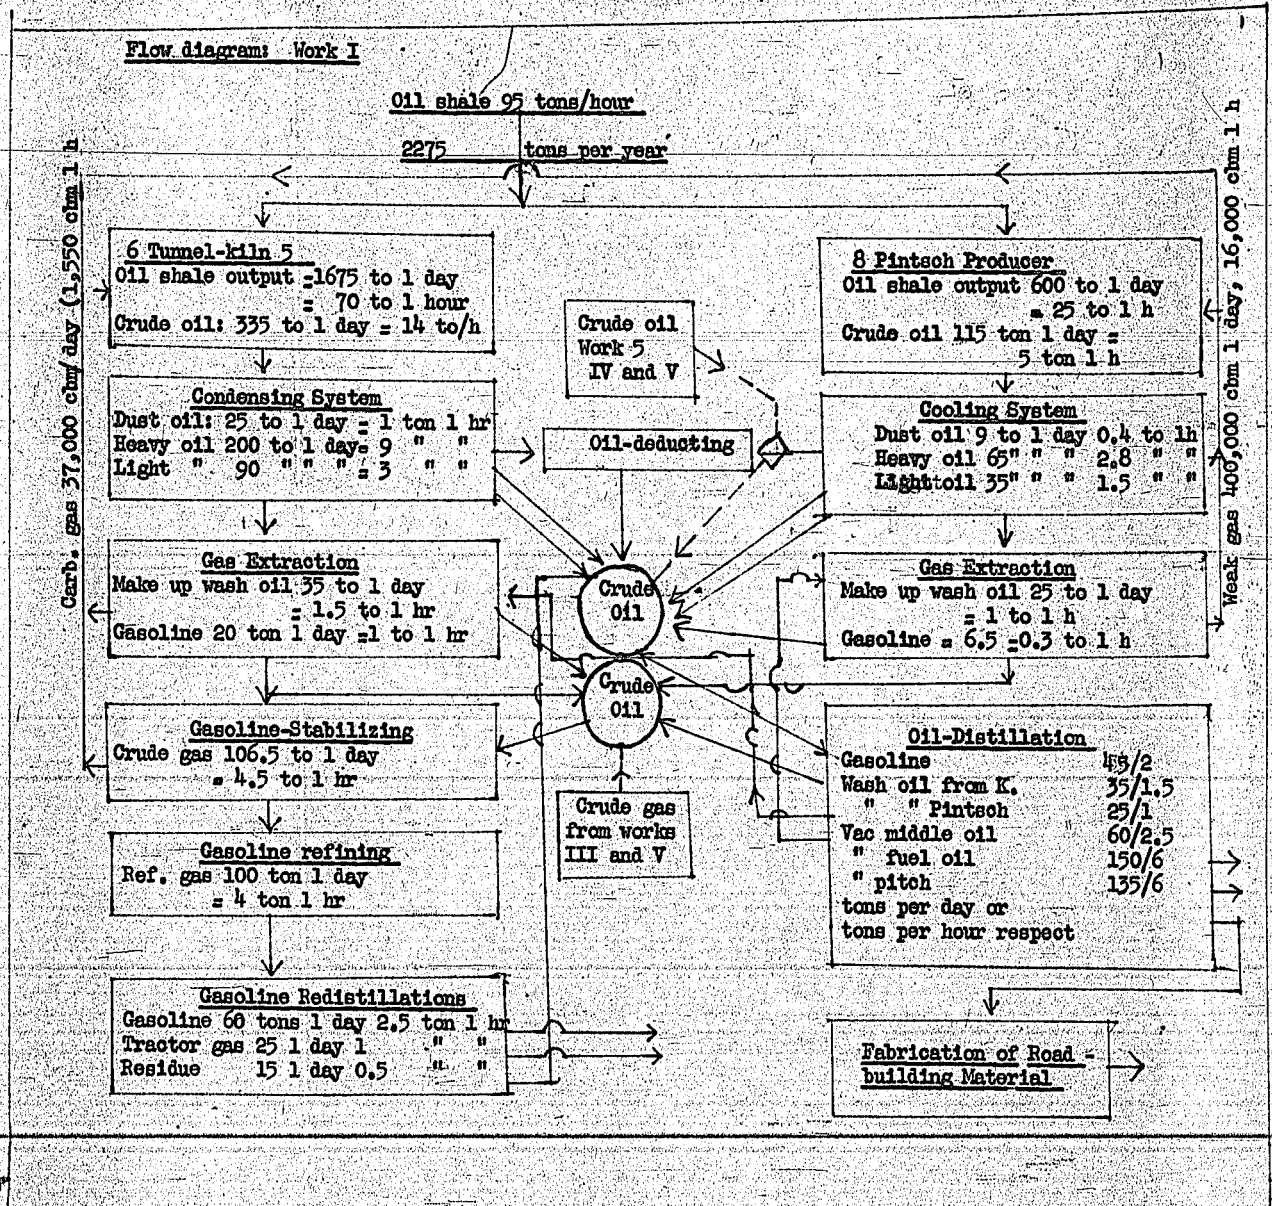 Flow diagram: Work I
Oil shale 95 tons/hour
2275 tons per year
Carb. gas 37,000 cbm/day (1,550 cbm 1 h
6 Tunnel-kiln 5
Oil shale output =1675 to 1 day
= 70 to 1 hour
Crude oil: 335 to 1 day = 14 to/h
Condensing System
Dust oil: 25 to 1 day = 1 ton 1 hr
Heavy oil 200 to 1 day= 9 " "
Light " 90 " " " = 3 " "
Gas Extraction
Make up wash oil 35 to 1 day
= 1.5 to 1 hr
Gasoline 20 ton 1 day =1 to 1 hr
Gasoline-Stabilizing
Crude gas 106.5 to 1 day
= 4.5 to 1 hr
Gasoline refining
Ref. gas 100 ton 1 day
= 4 ton 1 hr
Gasoline Redistillations
Gasoline 60 tons 1 day 2.5 ton 1 hr
Tractor gas 25 1 day 1 " "
Residue 15 1 day 0.5 " "
Crude oil
Work 5
IV and V
Oil-deducting
Crude
Oil
Crude
Oil
Crude gas
from works
III and V
8 Pintsch Producer
Oil shale output 600 to 1 day
= 25 to 1 h
Crude oil 115 ton 1 day =
5 ton 1 h
Cooling System
Dust oil 9 to 1 day 0.4 to 1h
Heavy oil 65" " " 2.8 " "
Lighttoil 35" " " 1.5 " "
Gas Extraction
Make up wash oil 25 to 1 day
= 1 to 1 h
Gasoline = 6.5 =0.3 to 1 h
Oil-Distillation
Gasoline 45/2
Wash oil from K. 35/1.5
" " Pintsch 25/1
Vac middle oil 60/2.5
" fuel oil 150/6
" pitch 135/6
tons per day or
tons per hour respect
Fabrication of Road -
building Material
Weak gas 400,000 cbm 1 day, 16,000 cbm 1 h